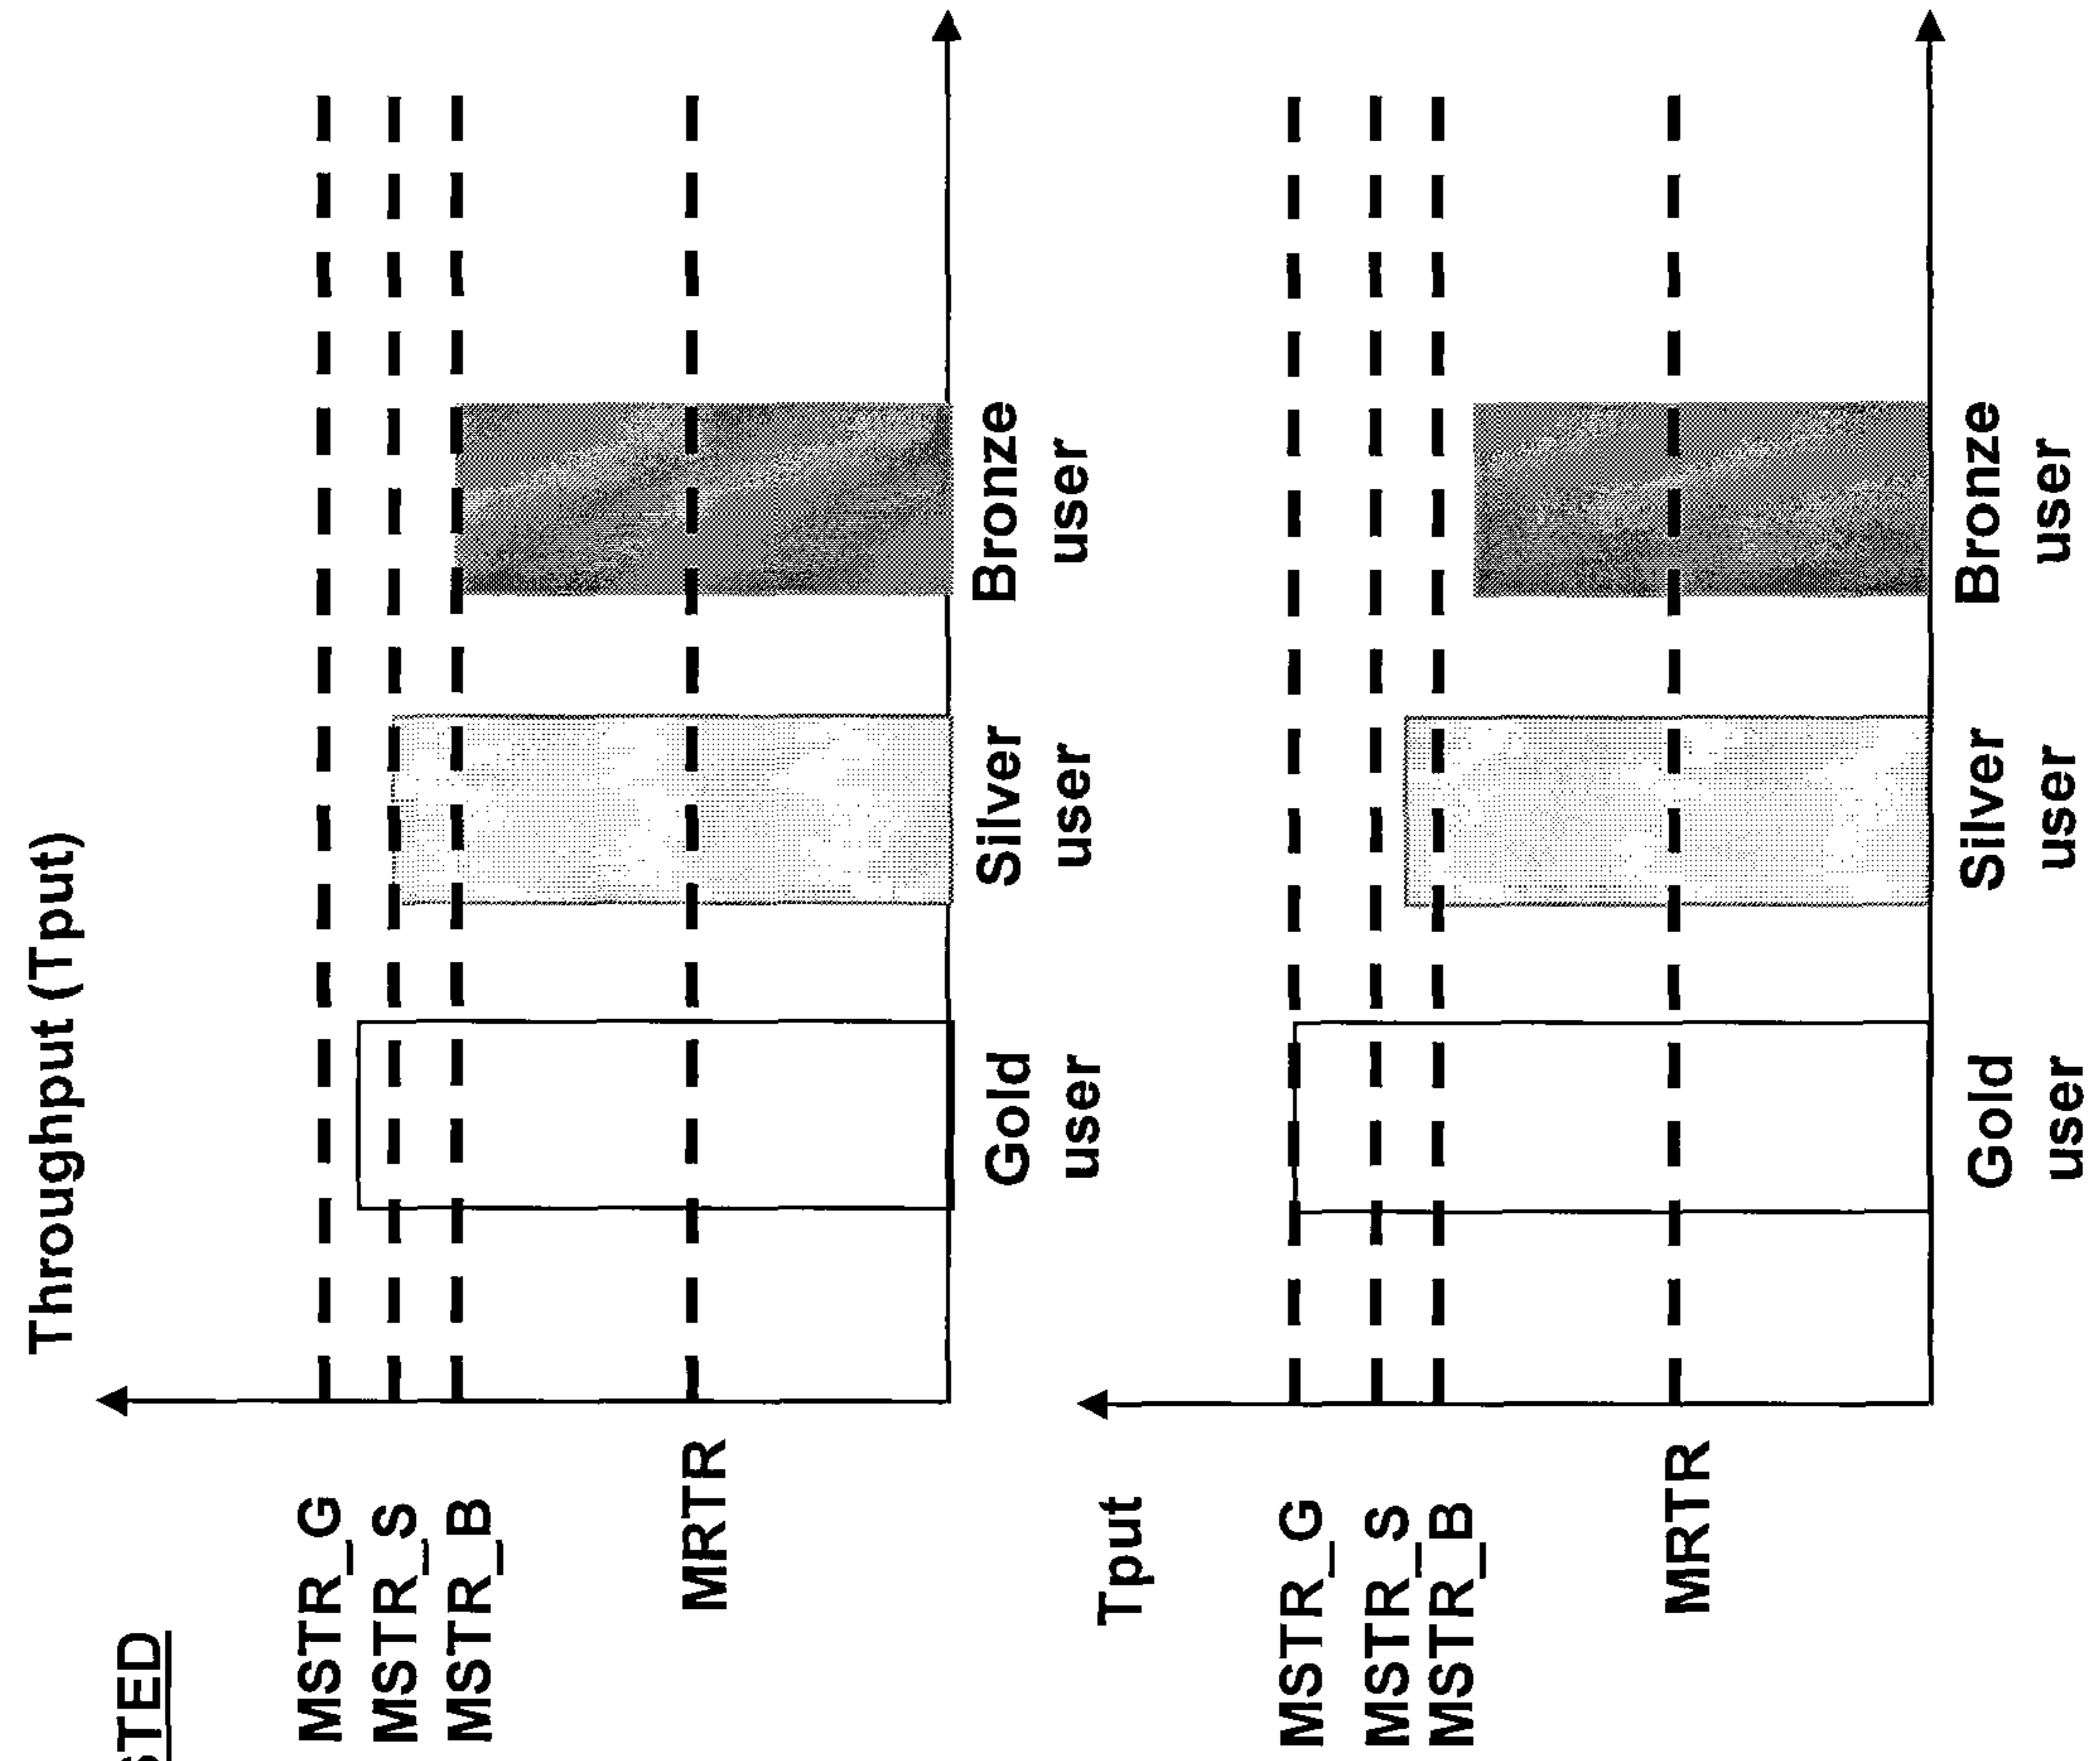 Throughput (Tput)
STED
MSTR_G
MSTR_S
MSTR_B
MRTR
Gold
user
Silver
user
Bronze
user
Tput
MSTR_G
MSTR_S
MSTR_B
MRTR
Gold
user
Silver
user
Bronze
user